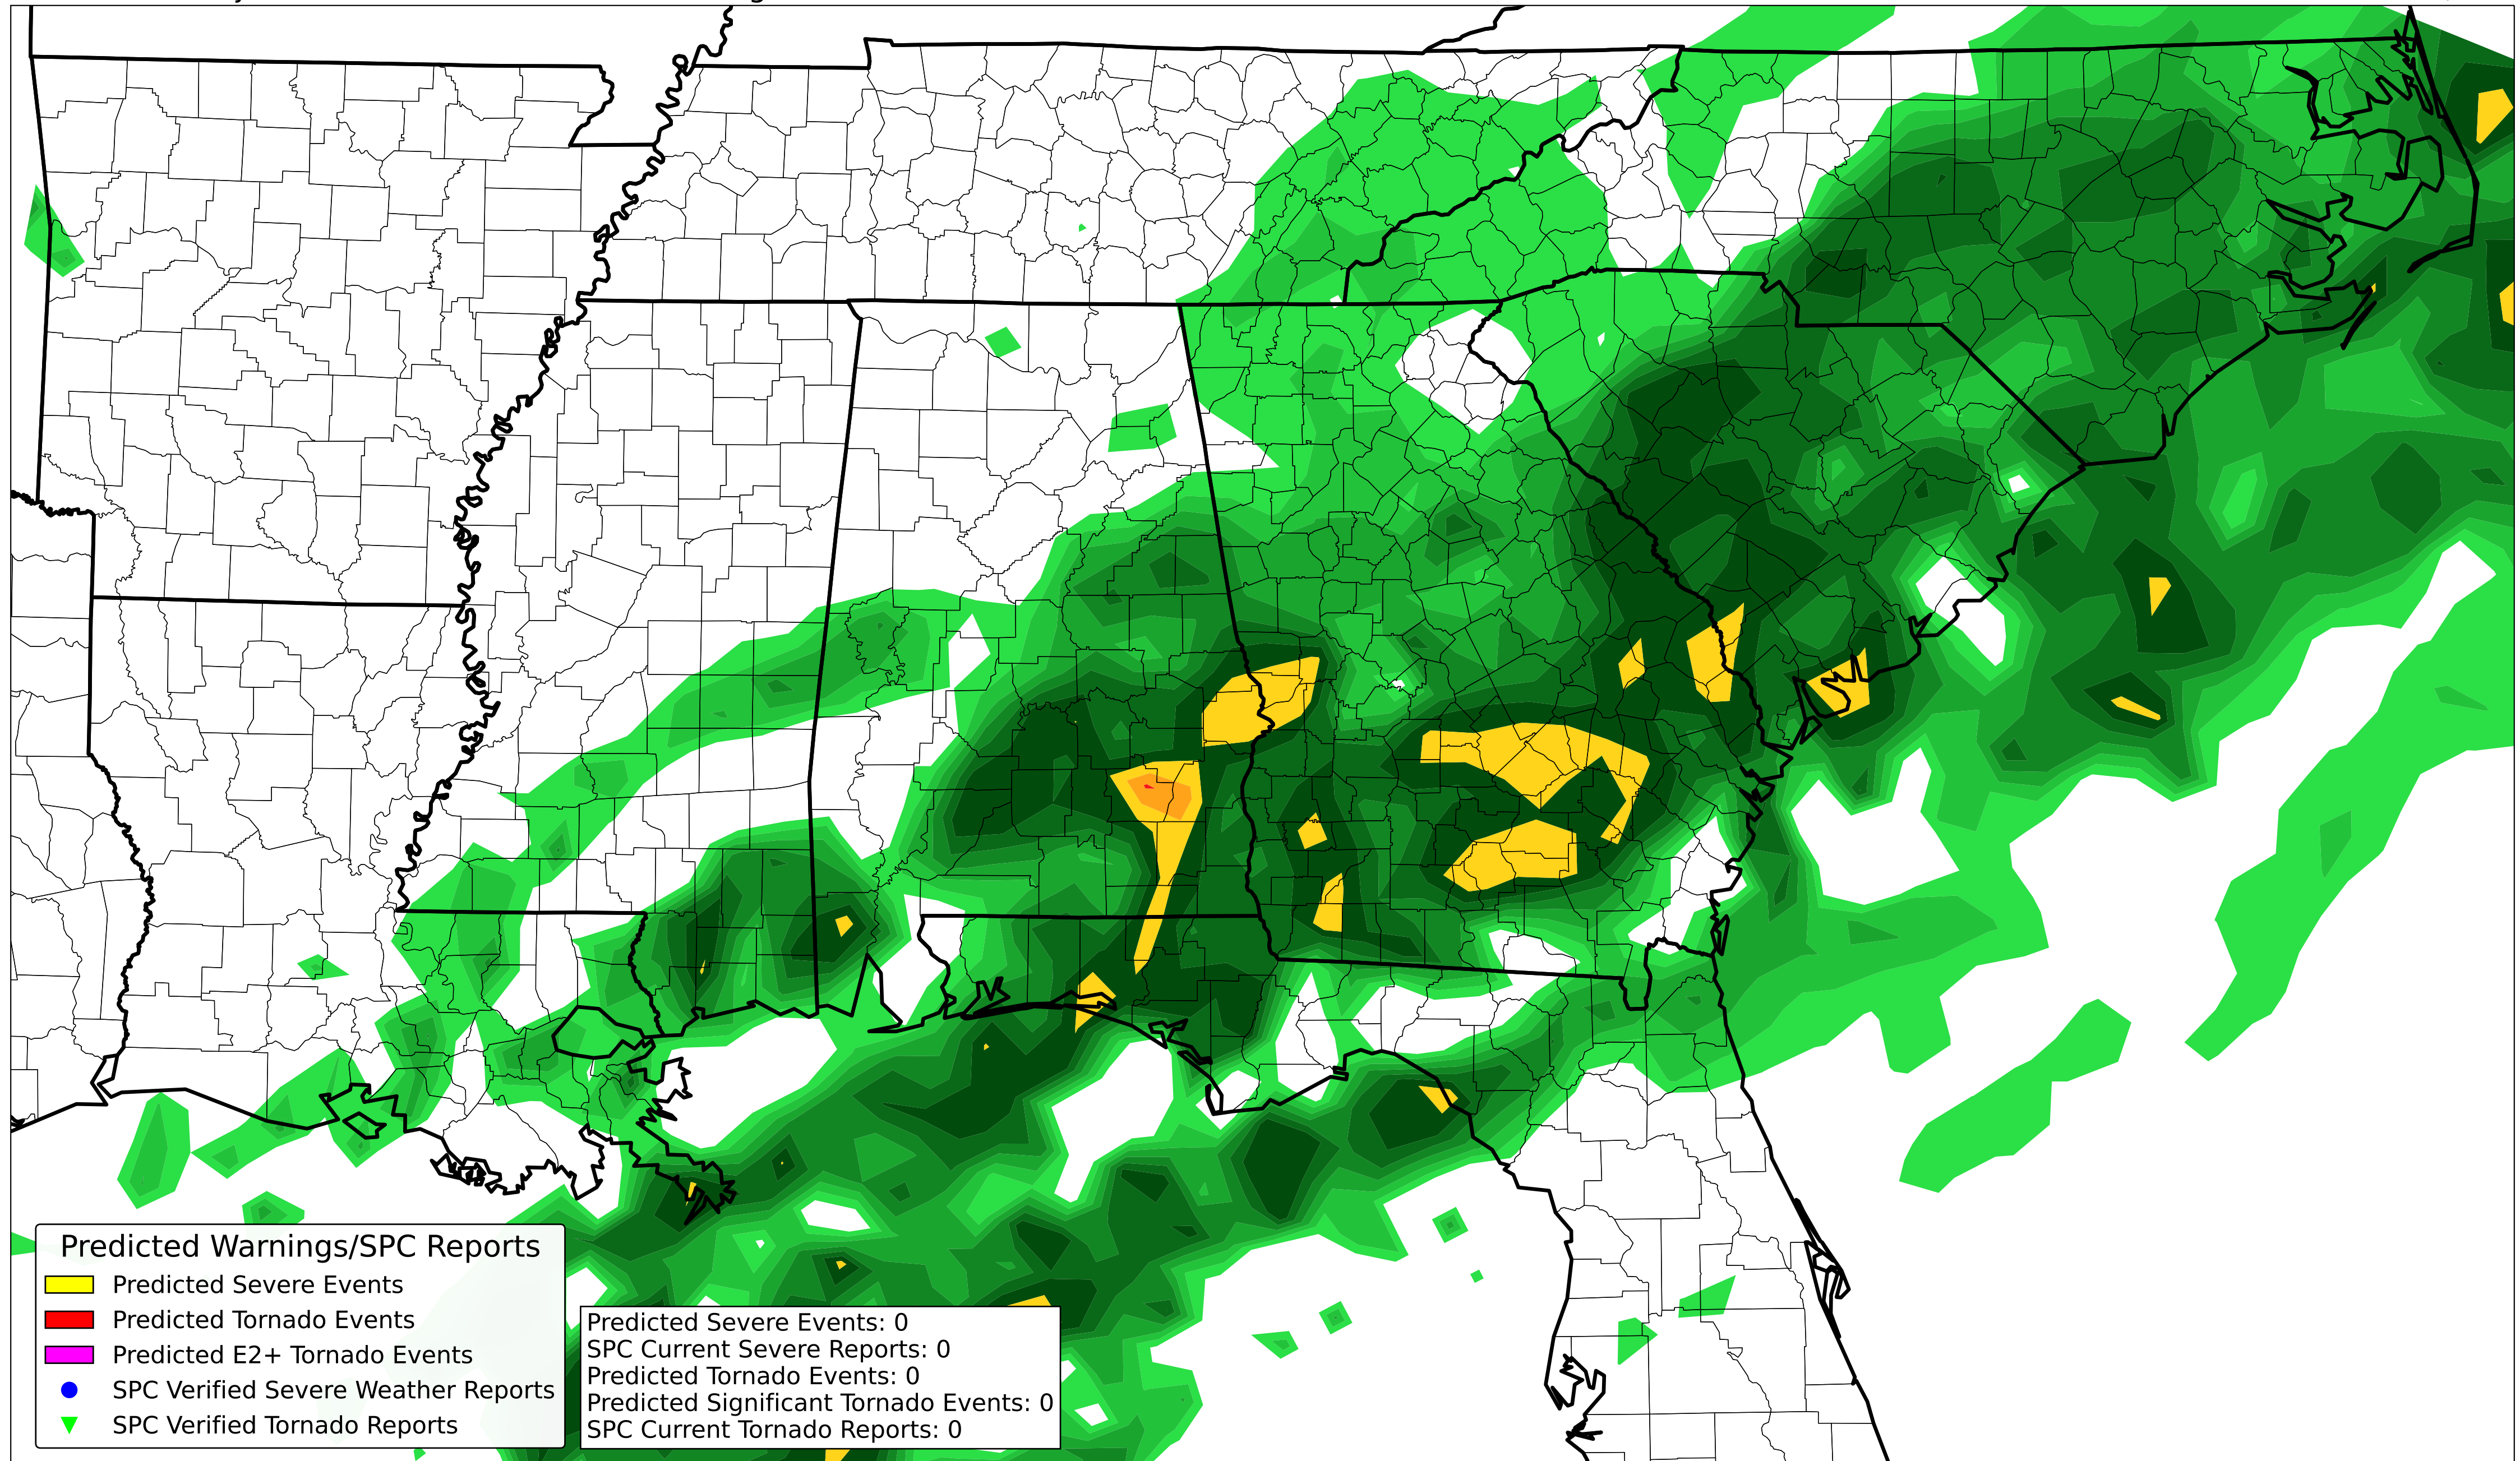 Predicted Warnings/SPC Reports
Predicted Severe Events
Predicted Tornado Events
Predicted E2+ Tornado Events
SPC Verified Severe Weather Reports
SPC Verified Tornado Reports
Predicted Severe Events: 0
SPC Current Severe Reports: 0
Predicted Tornado Events: 0
Predicted Significant Tornado Events: 0
SPC Current Tornado Reports: 0